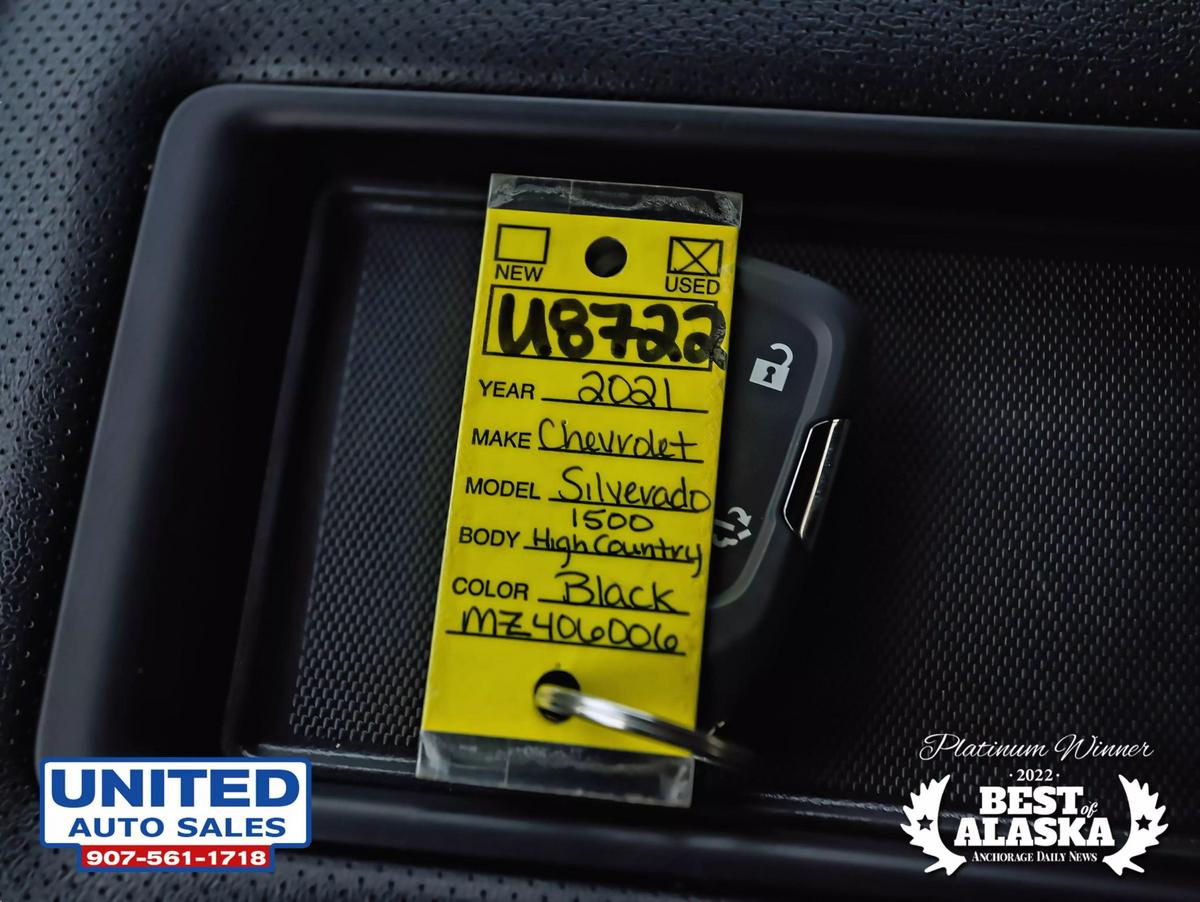 NEW USED
U8722
YEAR 2021
MAKE Chevrolet
MODEL Silverado
1500
BODY High Country
COLOR Black
MZ406006
UNITED
AUTO SALES
907-561-1718
Platinum Winner
· 2022 ·
BEST of
ALASKA
ANCHORAGE DAILY NEWS